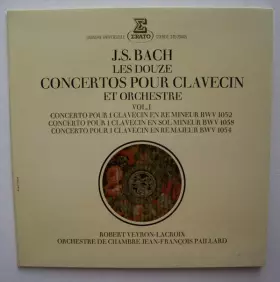 ERATO
J.S. BACH
LES DOUZE
CONCERTOS POUR CLAVECIN
ET ORCHESTRE
VOL.1
CONCERTO POUR 1 CLAVECIN EN RE MINEUR BWV 1052
CONCERTO POUR 1 CLAVECIN EN SOL MINEUR BWV 1058
CONCERTO POUR 1 CLAVECIN EN RE MAJEUR BWV 1054
ROBERT VEYRON-LACROIX
ORCHESTRE DE CHAMBRE JEAN-FRANÇOIS PAILLARD